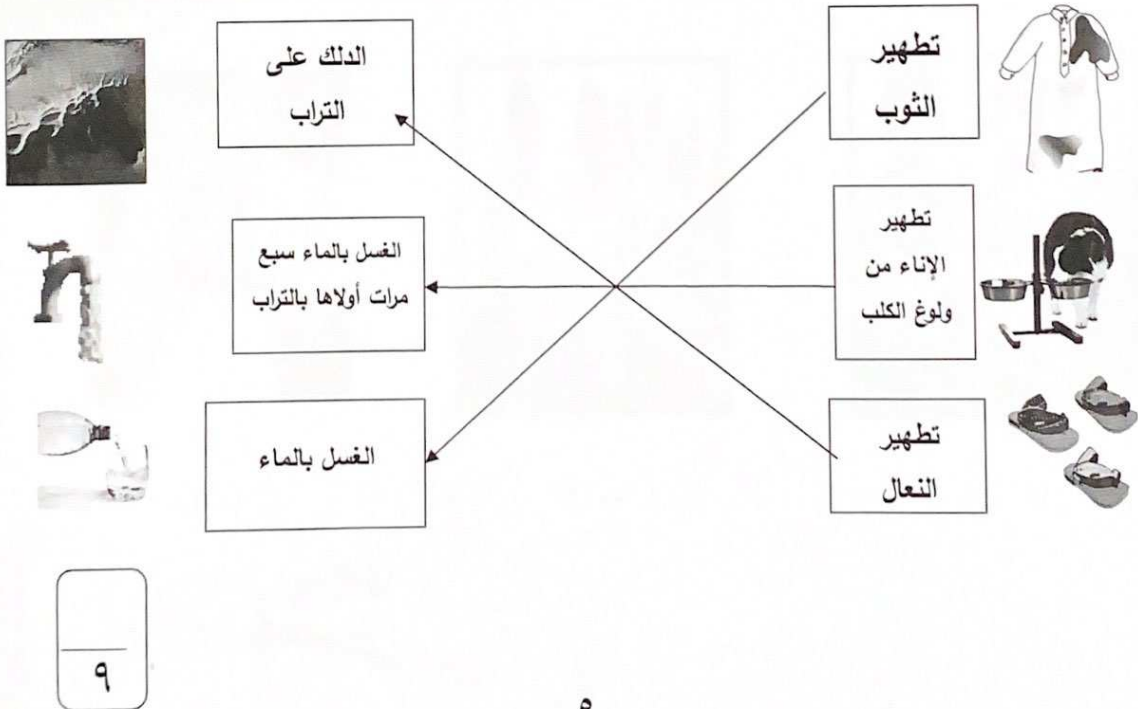 تطهير
الثوب
الدلك على
التراب
تطهير
الإناء من
ولوغ الكلب
الغسل بالماء سبع
مرات أولاها بالتراب
تطهير
النعال
الغسل بالماء
٩
٥